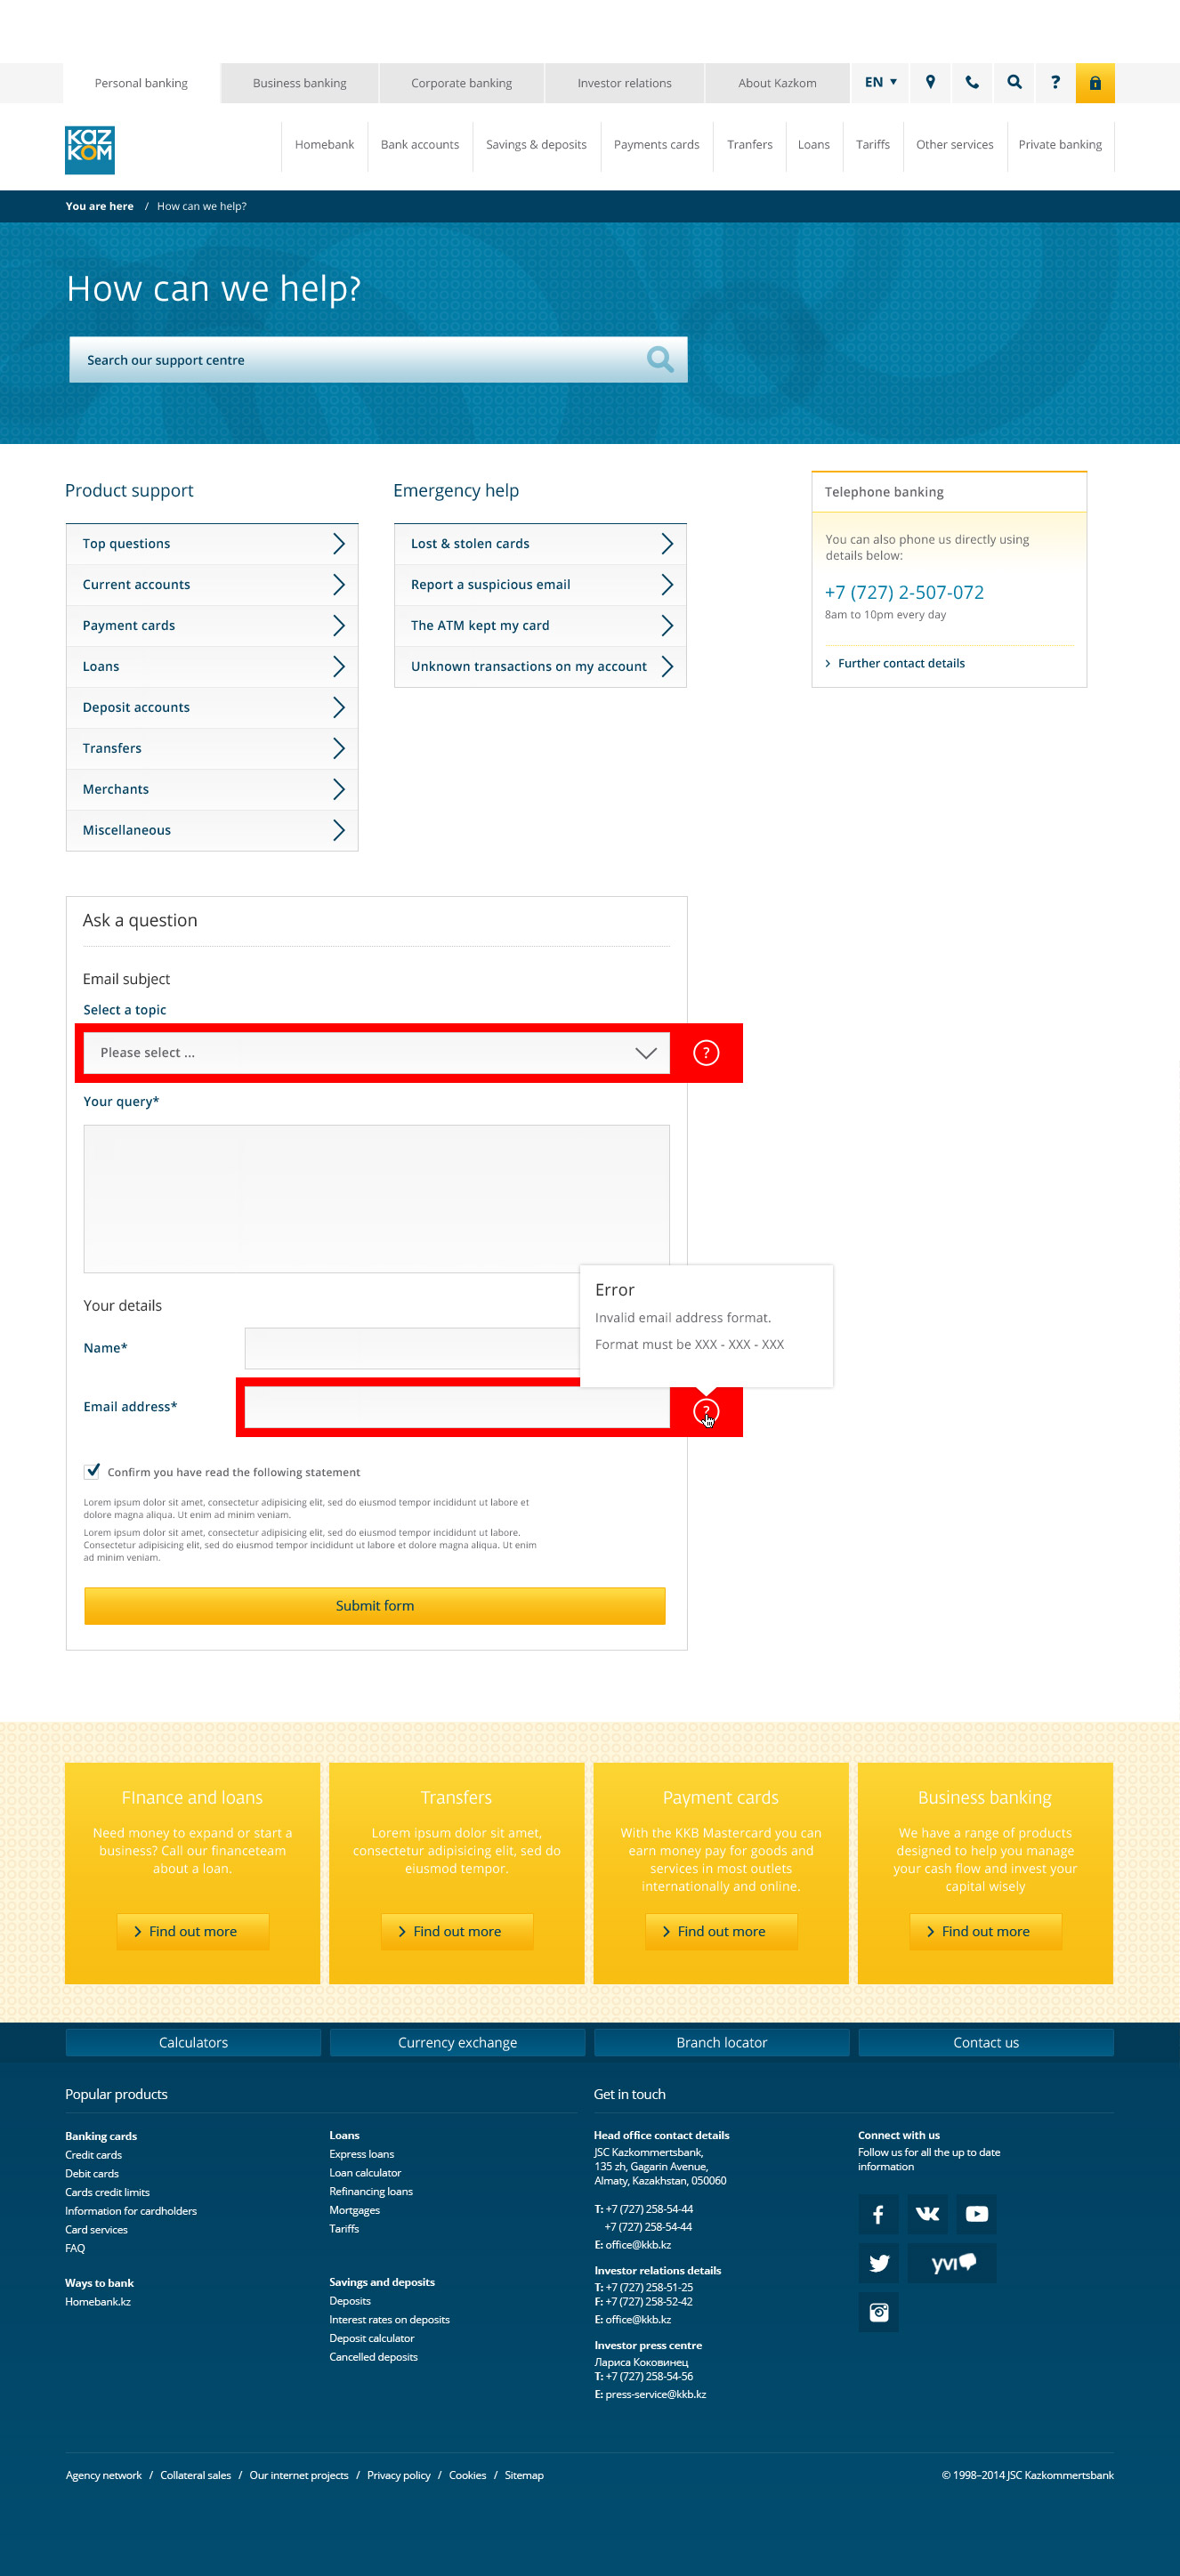 Personal banking
Business banking
Corporate banking
Investor relations
About Kazkom
EN
?
KAZ
KOM
Homebank
Bank accounts
Savings & deposits
Payments cards
Tranfers
Loans
Tariffs
Other services
Private banking
You are here / How can we help?
How can we help?
Search our support centre
Product support
Top questions
Current accounts
Payment cards
Loans
Deposit accounts
Transfers
Merchants
Miscellaneous
Emergency help
Lost & stolen cards
Report a suspicious email
The ATM kept my card
Unknown transactions on my account
Telephone banking
You can also phone us directly using
details below:
+7 (727) 2-507-072
8am to 10pm every day
Further contact details
Ask a question
Email subject
Select a topic
Please select ...
?
Your query*
Error
Invalid email address format.
Format must be XXX - XXX - XXX
Your details
Name*
Email address*
?
Confirm you have read the following statement
Lorem ipsum dolor sit amet, consectetur adipisicing elit, sed do eiusmod tempor incididunt ut labore et
dolore magna aliqua. Ut enim ad minim veniam.
Lorem ipsum dolor sit amet, consectetur adipisicing elit, sed do eiusmod tempor incididunt ut labore.
Consectetur adipisicing elit, sed do eiusmod tempor incididunt ut labore et dolore magna aliqua. Ut enim
ad minim veniam.
Submit form
FInance and loans
Need money to expand or start a
business? Call our financeteam
about a loan.
Find out more
Transfers
Lorem ipsum dolor sit amet,
consectetur adipisicing elit, sed do
eiusmod tempor.
Find out more
Payment cards
With the KKB Mastercard you can
earn money pay for goods and
services in most outlets
internationally and online.
Find out more
Business banking
We have a range of products
designed to help you manage
your cash flow and invest your
capital wisely
Find out more
Calculators
Currency exchange
Branch locator
Contact us
Popular products
Banking cards
Credit cards
Debit cards
Cards credit limits
Information for cardholders
Card services
FAQ
Ways to bank
Homebank.kz
Loans
Express loans
Loan calculator
Refinancing loans
Mortgages
Tariffs
Savings and deposits
Deposits
Interest rates on deposits
Deposit calculator
Cancelled deposits
Get in touch
Head office contact details
JSC Kazkommertsbank,
135 zh, Gagarin Avenue,
Almaty, Kazakhstan, 050060
T: +7 (727) 258-54-44
+7 (727) 258-54-44
E: office@kkb.kz
Investor relations details
T: +7 (727) 258-51-25
F: +7 (727) 258-52-42
E: office@kkb.kz
Investor press centre
Лариса Коковинец
T: +7 (727) 258-54-56
E: press-service@kkb.kz
Connect with us
Follow us for all the up to date
information
yvi
Agency network / Collateral sales / Our internet projects / Privacy policy / Cookies / Sitemap
© 1998–2014 JSC Kazkommertsbank